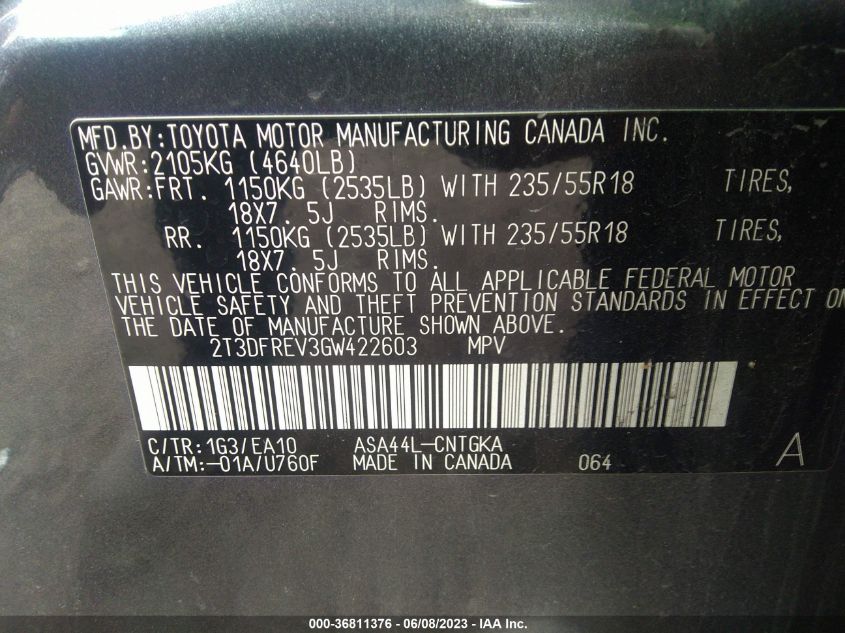 MFD.BY:TOYOTA MOTOR MANUFACTURING CANADA INC.
GVWR:2105KG (4640LB)
GAWR:FRT. 1150KG (2535LB) WITH 235/55R18 TIRES,
18X7. 5J RIMS.
RR. 1150KG (2535LB) WITH 235/55R18 TIRES,
18X7. 5J RIMS.
THIS VEHICLE CONFORMS TO ALL APPLICABLE FEDERAL MOTOR
VEHICLE SAFETY AND THEFT PREVENTION STANDARDS IN EFFECT ON
THE DATE OF MANUFACTURE SHOWN ABOVE.
2T3DFREV3GW422603 MPV
C/TR:1G3/EA10 ASA44L-CNTGKA
A/TM:-01A/U760F MADE IN CANADA 064 A
000-36811376 - 06/08/2023 - IAA Inc.